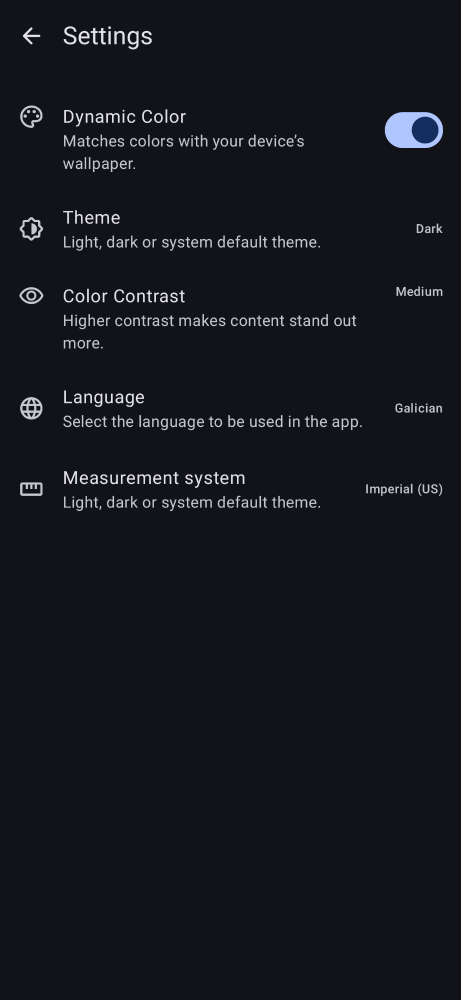 Settings
Dynamic Color
Matches colors with your device’s
wallpaper.
Theme
Light, dark or system default theme.
Dark
Color Contrast
Higher contrast makes content stand out
more.
Medium
Language
Select the language to be used in the app.
Galician
Measurement system
Light, dark or system default theme.
Imperial (US)